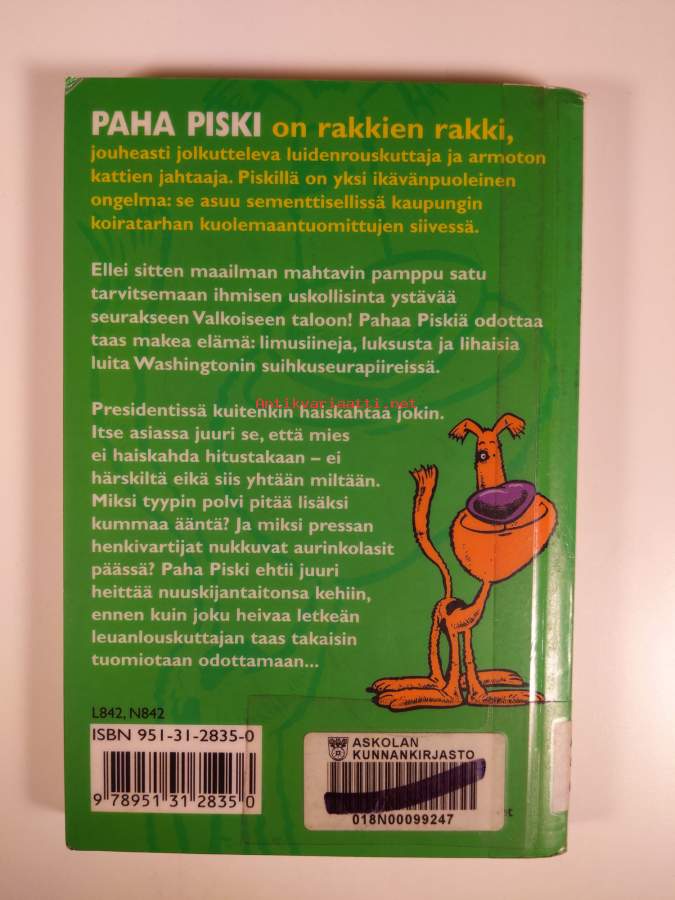 PAHA PISKI on rakkien rakki,
jouheasti jolkutteleva luidenrouskuttaja ja armoton
kattien jahtaaja. Piskillä on yksi ikävänpuoleinen
ongelma: se asuu sementtisellissä kaupungin
koiratarhan kuolemaantuomittujen siivessä.
Ellei sitten maailman mahtavin pamppu satu
tarvitsemaan ihmisen uskollisinta ystävää
seurakseen Valkoiseen taloon! Pahaa Piskiä odottaa
taas makea elämä: limusiineja, luksusta ja lihaisia
luita Washingtonin suihkuseurapiireissä.
Antikvariaatti.net
Presidentissä kuitenkin haiskahtaa jokin.
Itse asiassa juuri se, että mies
ei haiskahda hitustakaan – ei
härskiltä eikä siis yhtään miltään.
Miksi tyypin polvi pitää lisäksi
kummaa ääntä? Ja miksi pressan
henkivartijat nukkuvat aurinkolasit
päässä? Paha Piski ehtii juuri
heittää nuuskijantaitonsa kehiin,
ennen kuin joku heivaa letkeän
leuanlouskuttajan taas takaisin
tuomiotaan odottamaan...
L842, N842
ISBN 951-31-2835-0
9 789513 128350
ASKOLAN
KUNNANKIRJASTO
018N00099247